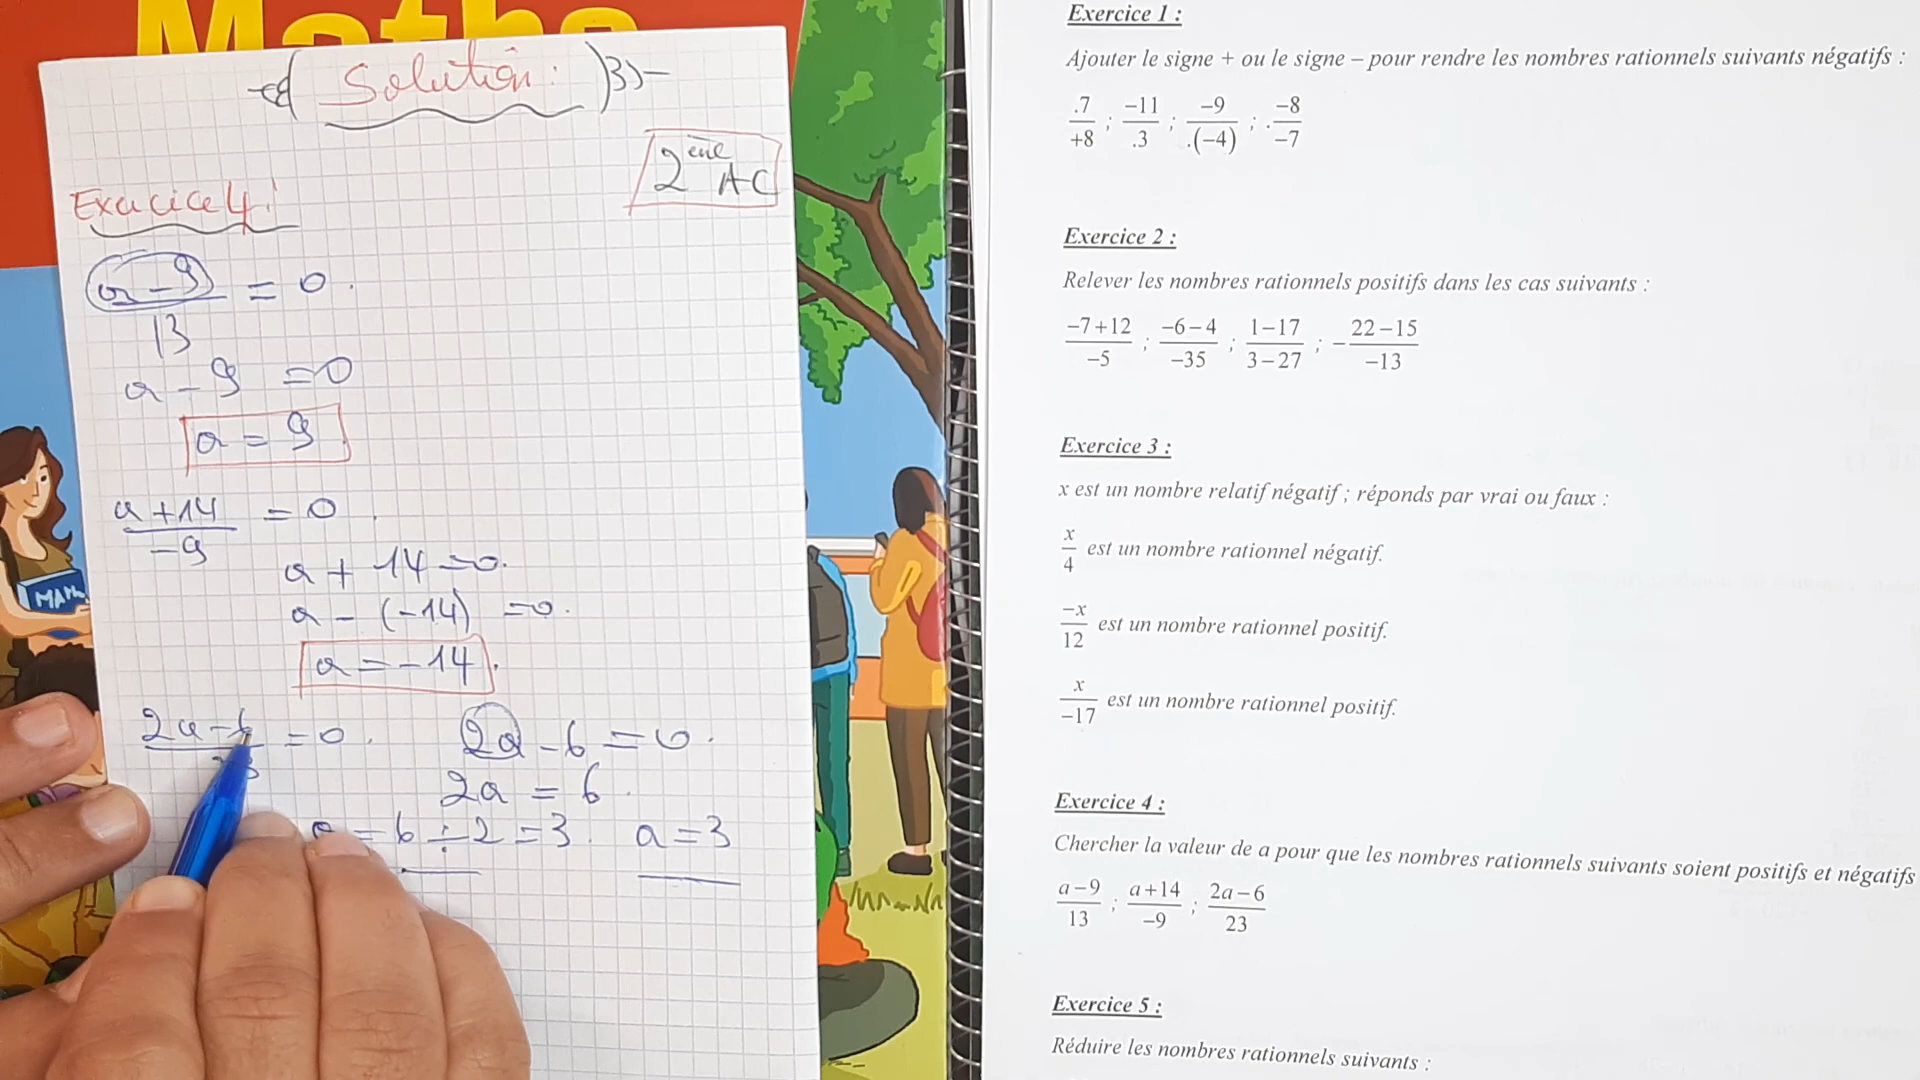 Maths
Solution :
2ème AC
Exercice 4 :
a - 9 / 13 = 0.
a - 9 = 0
a = 9
a + 14 / -9 = 0.
a + 14 = 0.
a - (-14) = 0.
a = -14.
2a - 6 / 23 = 0. 2a - 6 = 0.
2a = 6.
a = 6 ÷ 2 = 3. a = 3
MATH
Exercice 1 :
Ajouter le signe + ou le signe – pour rendre les nombres rationnels suivants négatifs :
.7/+8 ; −11/.3 ; −9/.(−4) ; .−8/−7
Exercice 2 :
Relever les nombres rationnels positifs dans les cas suivants :
−7+12/−5 ; −6−4/−35 ; 1−17/3−27 ; −22−15/−13
Exercice 3 :
x est un nombre relatif négatif ; réponds par vrai ou faux :
x/4 est un nombre rationnel négatif.
−x/12 est un nombre rationnel positif.
x/−17 est un nombre rationnel positif.
Exercice 4 :
Chercher la valeur de a pour que les nombres rationnels suivants soient positifs et négatifs
a−9/13 ; a+14/−9 ; 2a−6/23
Exercice 5 :
Réduire les nombres rationnels suivants :